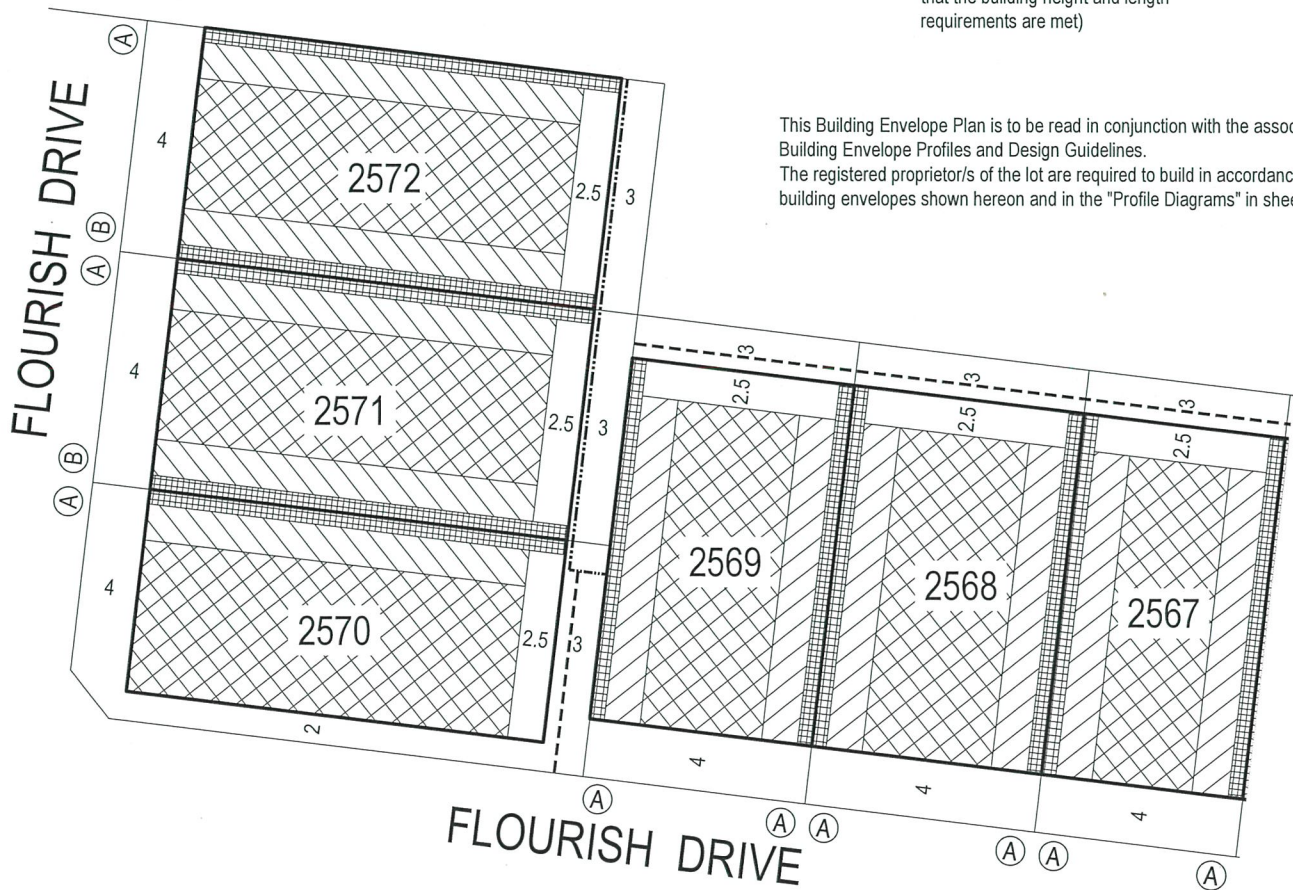 that the building height and length
requirements are met)
This Building Envelope Plan is to be read in conjunction with the
Building Envelope Profiles and Design Guidelines.
The registered proprietor/s of the lot are required to build in
building envelopes shown hereon and in the "Profile Diagrams" in
FLOURISH DRIVE
A
4
2572
2.5
3
B
A
4
2571
2.5
3
B
A
4
2570
2.5
3
2
3
3
3
2.5
2.5
2.5
2569
2568
2567
4
4
4
A
A
A
A
A
A
FLOURISH DRIVE